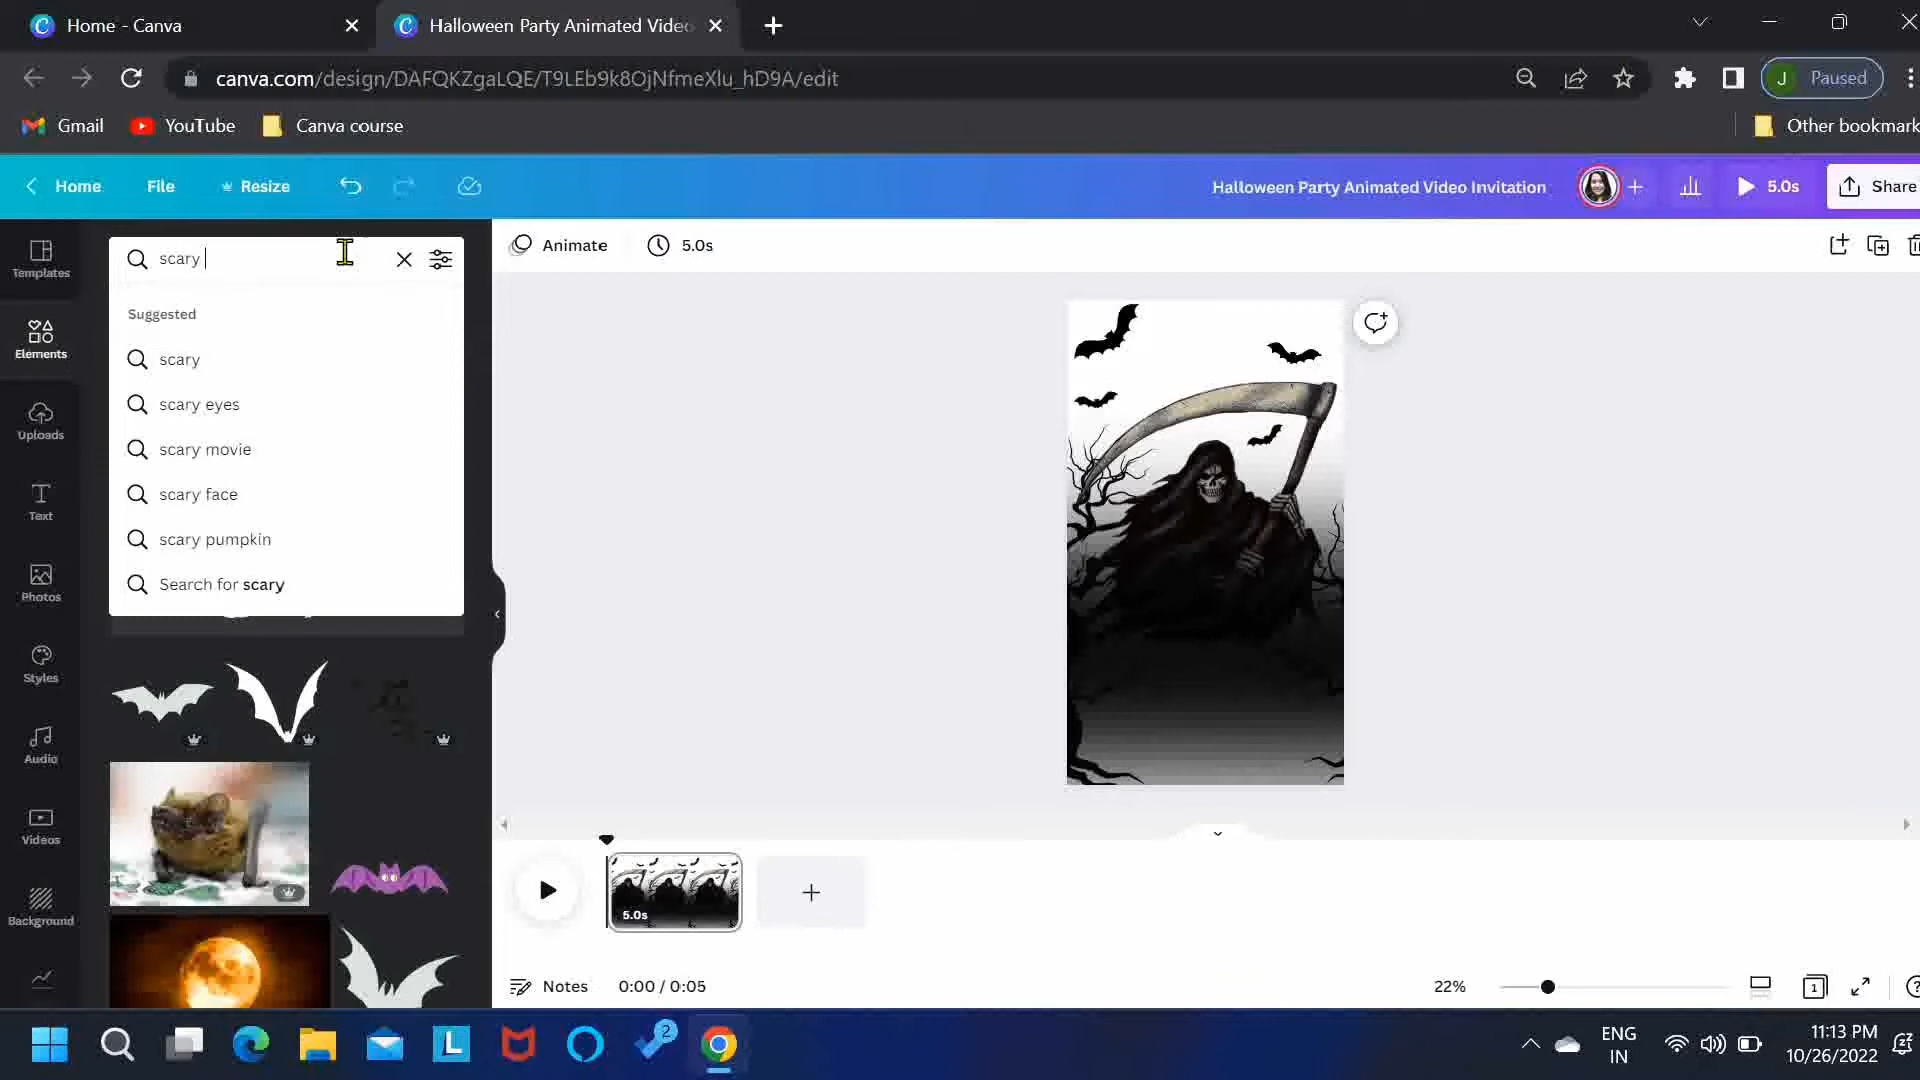 Home - Canva
Halloween Party Animated Video
canva.com/design/DAFQKZgaLQE/T9LEb9k8OjNfmeXlu_hD9A/edit
J Paused
Gmail
YouTube
Canva course
Other bookmark
Home
File
Resize
Halloween Party Animated Video Invitation
5.0s
Share
Templates
Elements
Uploads
Text
Photos
Styles
Audio
Videos
Background
scary
Suggested
scary
scary eyes
scary movie
scary face
scary pumpkin
Search for scary
Animate
5.0s
5.0s
Notes
0:00 / 0:05
22%
1
2
ENG
IN
11:13 PM
10/26/2022